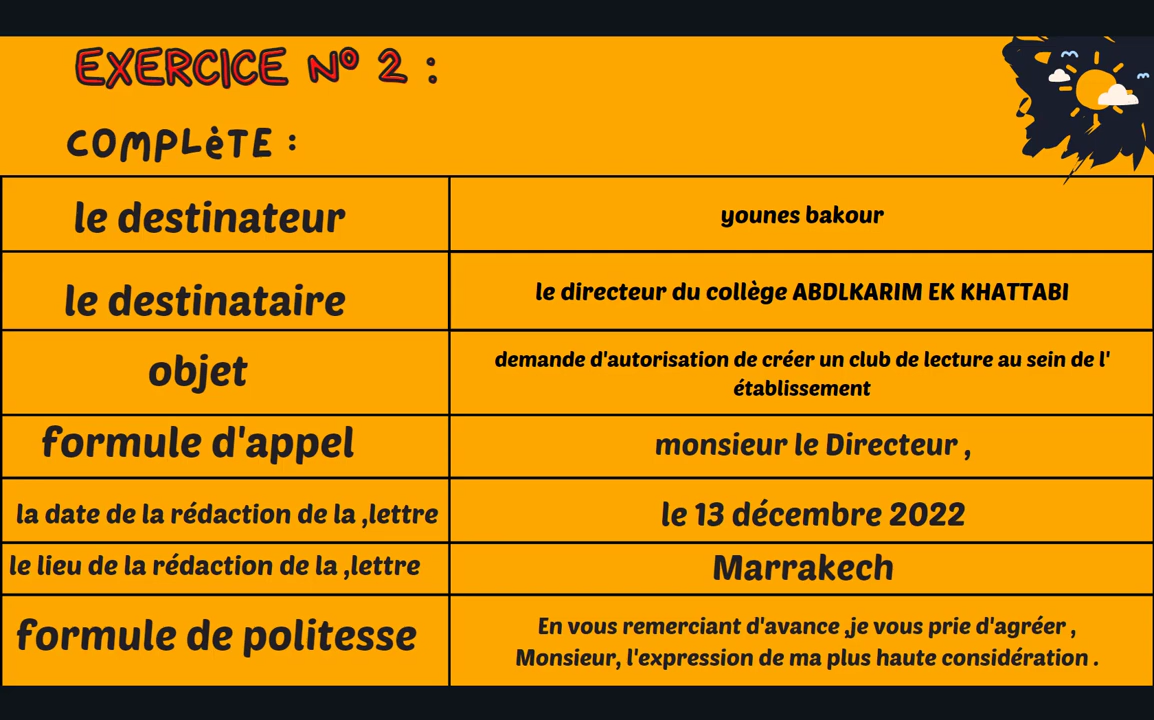 EXERCICE Nº 2 :
COMPLèTE :
le destinateur
younes bakour
le destinataire
le directeur du collège ABDLKARIM EK KHATTABI
objet
demande d'autorisation de créer un club de lecture au sein de l'
établissement
formule d'appel
monsieur le Directeur ,
la date de la rédaction de la ,lettre
le 13 décembre 2022
le lieu de la rédaction de la ,lettre
Marrakech
formule de politesse
En vous remerciant d'avance ,je vous prie d'agréer ,
Monsieur, l'expression de ma plus haute considération .